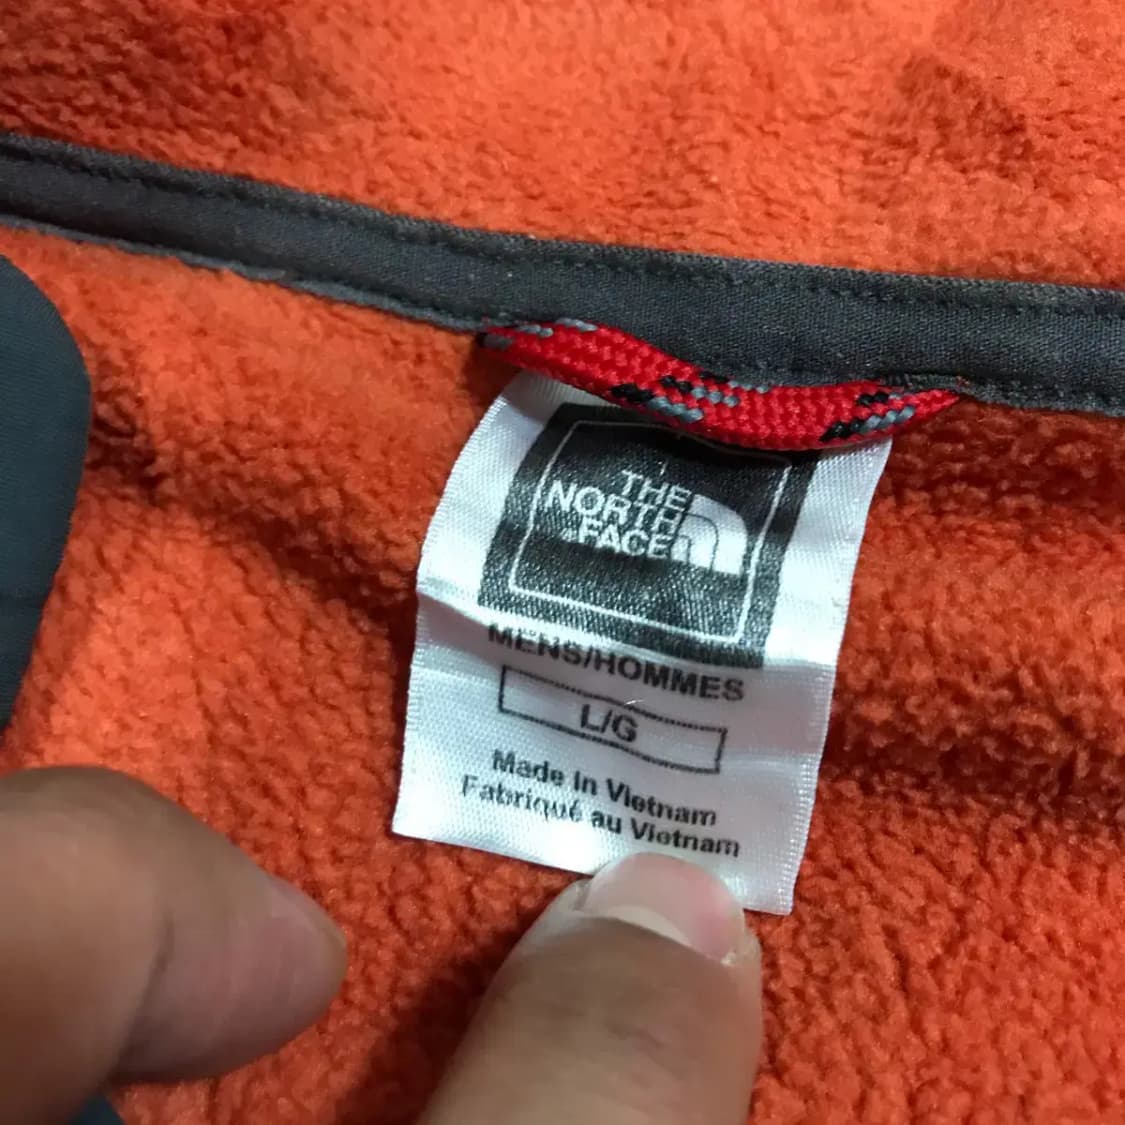 THE
NORTH
FACE
MENS/HOMMES
L/G
Made in Vietnam
Fabriqué au Vietnam